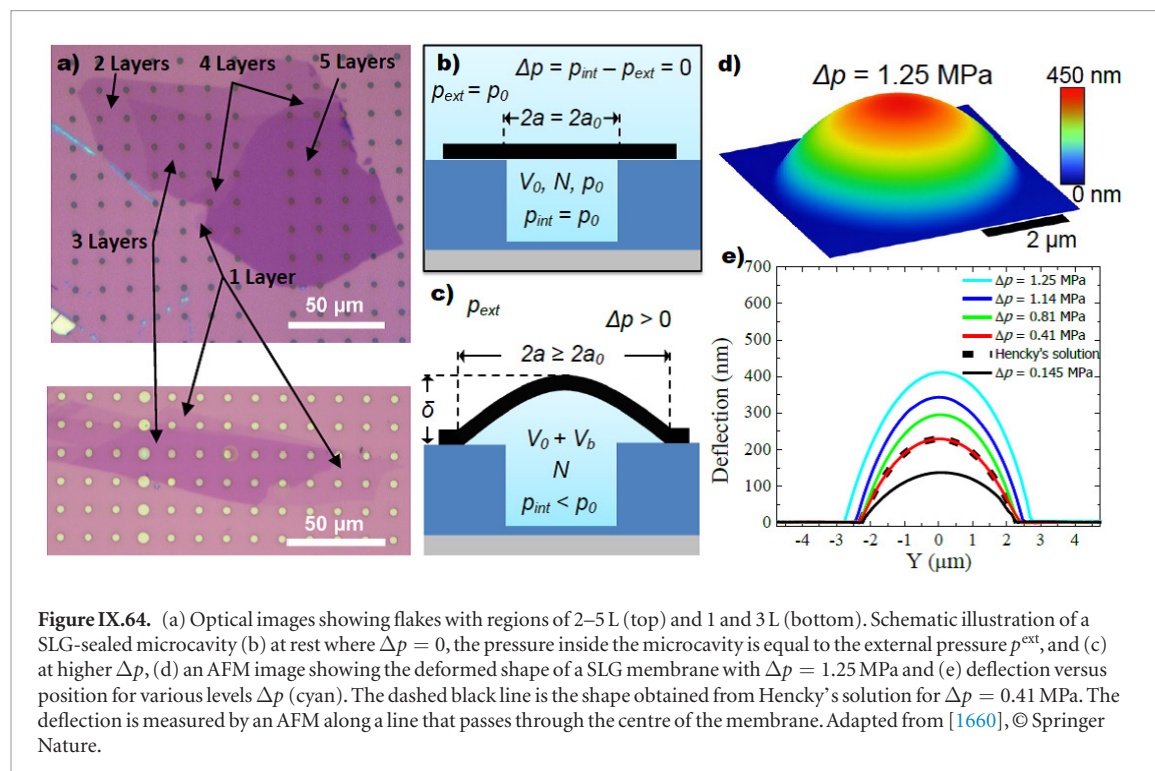 a)
2 Layers
4 Layers
5 Layers
3 Layers
1 Layer
50 μm
50 μm
b)
Δp = p_int – p_ext = 0
p_ext = p_0
2a = 2a_0
V_0, N, p_0
p_int = p_0
c)
p_ext
Δp > 0
2a ≥ 2a_0
δ
V_0 + V_b
N
p_int < p_0
d)
Δp = 1.25 MPa
450 nm
0 nm
2 μm
e)
700
600
500
400
300
200
100
0
Deflection (nm)
Δp = 1.25 MPa
Δp = 1.14 MPa
Δp = 0.81 MPa
Δp = 0.41 MPa
Hencky's solution
Δp = 0.145 MPa
-4 -3 -2 -1 0 1 2 3 4
Y (μm)
Figure IX.64. (a) Optical images showing flakes with regions of 2–5 L (top) and 1 and 3 L (bottom). Schematic illustration of a
SLG-sealed microcavity (b) at rest where Δp = 0, the pressure inside the microcavity is equal to the external pressure p^ext, and (c)
at higher Δp, (d) an AFM image showing the deformed shape of a SLG membrane with Δp = 1.25 MPa and (e) deflection versus
position for various levels Δp (cyan). The dashed black line is the shape obtained from Hencky's solution for Δp = 0.41 MPa. The
deflection is measured by an AFM along a line that passes through the centre of the membrane. Adapted from [1660], © Springer
Nature.